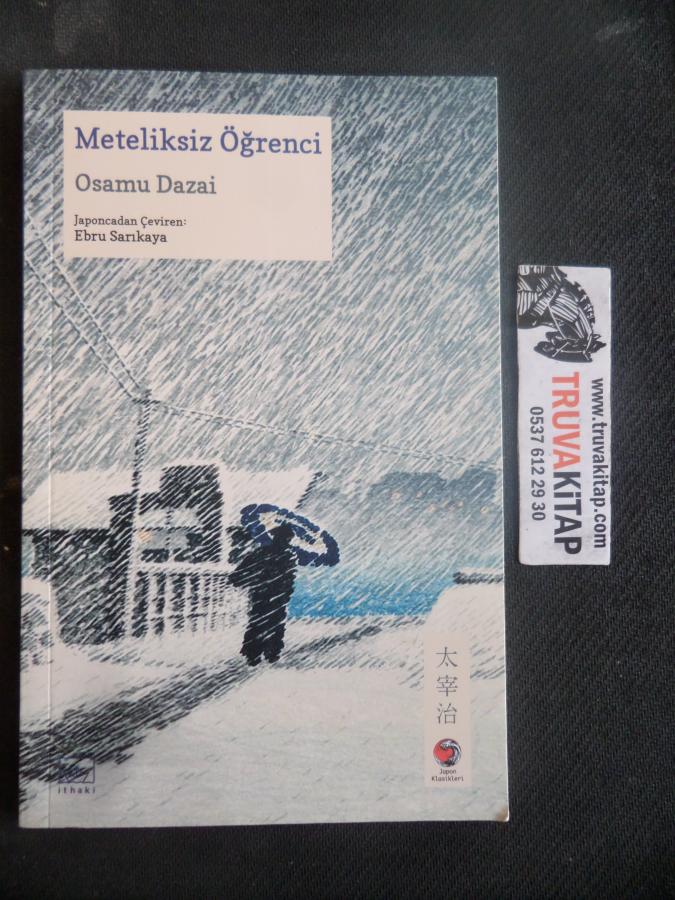 Meteliksiz Öğrenci
Osamu Dazai
Japoncadan Çeviren:
Ebru Sarıkaya
太宰治
Japon
Klasikleri
ithaki
www.truvakitap.com
TRUVAKİTAP
0537 612 29 30